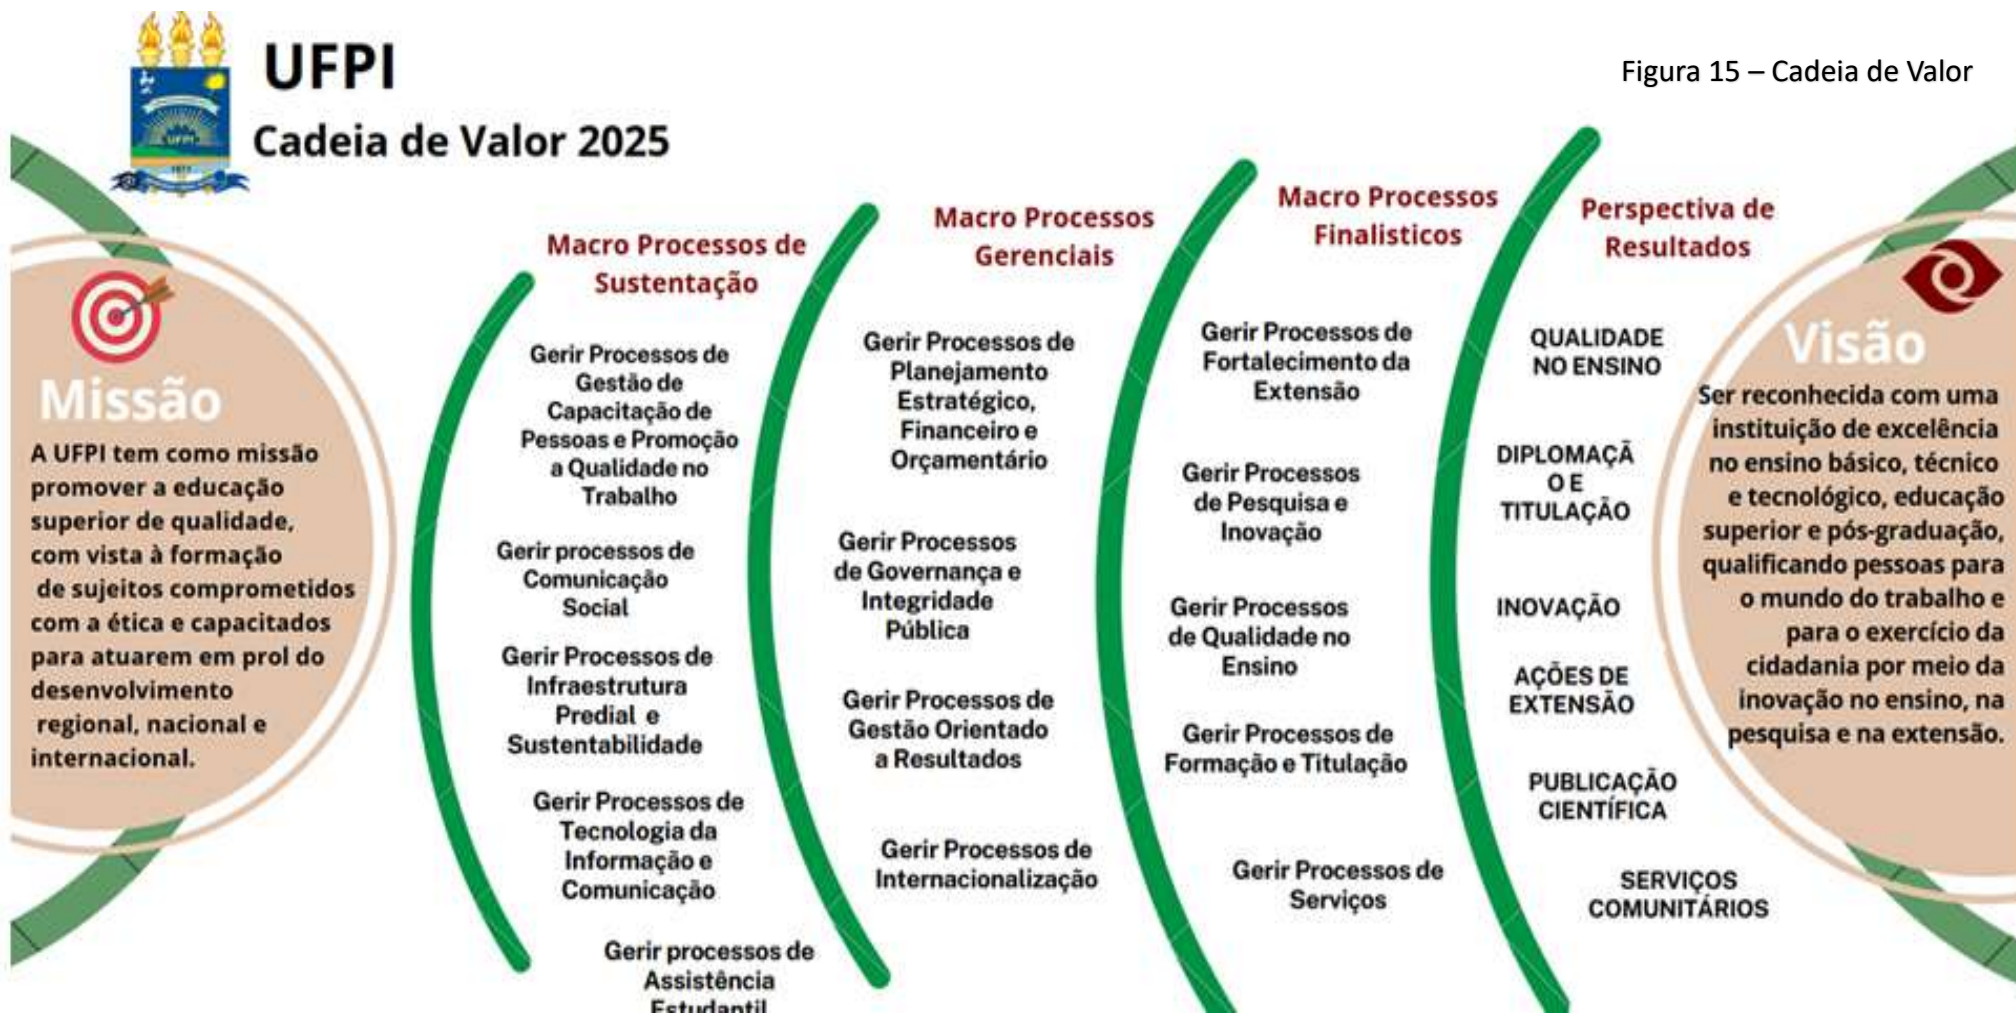 UFPI
Cadeia de Valor 2025
Figura 15 – Cadeia de Valor
UFPI
Missão
A UFPI tem como missão
promover a educação
superior de qualidade,
com vista à formação
de sujeitos comprometidos
com a ética e capacitados
para atuarem em prol do
desenvolvimento
regional, nacional e
internacional.
Macro Processos de
Sustentação
Gerir Processos de
Gestão de
Capacitação de
Pessoas e Promoção
a Qualidade no
Trabalho
Gerir processos de
Comunicação
Social
Gerir Processos de
Infraestrutura
Predial e
Sustentabilidade
Gerir Processos de
Tecnologia da
Informação e
Comunicação
Gerir processos de
Assistência
Estudantil
Macro Processos
Gerenciais
Gerir Processos de
Planejamento
Estratégico,
Financeiro e
Orçamentário
Gerir Processos
de Governança e
Integridade
Pública
Gerir Processos de
Gestão Orientado
a Resultados
Gerir Processos de
Internacionalização
Macro Processos
Finalisticos
Gerir Processos de
Fortalecimento da
Extensão
Gerir Processos
de Pesquisa e
Inovação
Gerir Processos
de Qualidade no
Ensino
Gerir Processos de
Formação e Titulação
Gerir Processos de
Serviços
Perspectiva de
Resultados
QUALIDADE
NO ENSINO
DIPLOMAÇÃ
O E
TITULAÇÃO
INOVAÇÃO
AÇÕES DE
EXTENSÃO
PUBLICAÇÃO
CIENTÍFICA
SERVIÇOS
COMUNITÁRIOS
Visão
Ser reconhecida com uma
instituição de excelência
no ensino básico, técnico
e tecnológico, educação
superior e pós-graduação,
qualificando pessoas para
o mundo do trabalho e
para o exercício da
cidadania por meio da
inovação no ensino, na
pesquisa e na extensão.